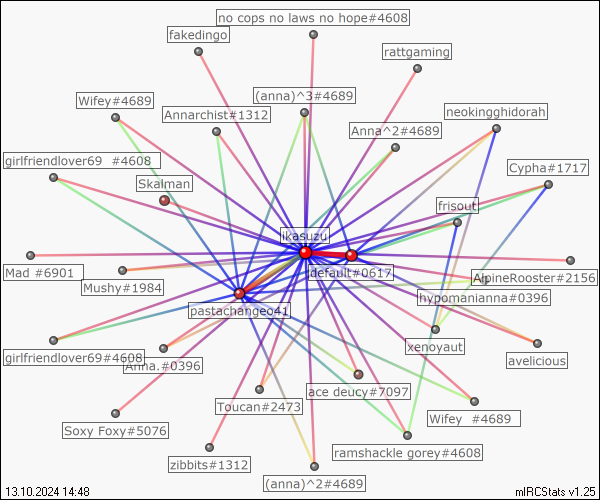 no cops no laws no hope#4608
fakedingo
rattgaming
(anna)^3#4689
Wifey#4689
Annarchist#1312
neokingghidorah
Anna^2#4689
girlfriendlover69 #4608
Cypha#1717
Skalman
frisout
ikasuzu
Mad #6901
default#0617
AlpineRooster#2156
Mushy#1984
hypomanianna#0396
pastachangeo41
xenoyaut
girlfriendlover69#4608
Anna.#0396
avelicious
ace deucy#7097
Toucan#2473
Wifey #4689
Soxy Foxy#5076
ramshackle gorey#4608
zibbits#1312
(anna)^2#4689
13.10.2024 14:48
mIRCStats v1.25